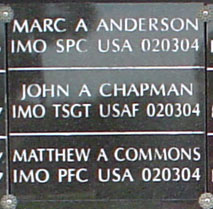 MARC A ANDERSON
IMO SPC USA 020304
JOHN A CHAPMAN
IMO TSGT USAF 020304
MATTHEW A COMMONS
IMO PFC USA 020304